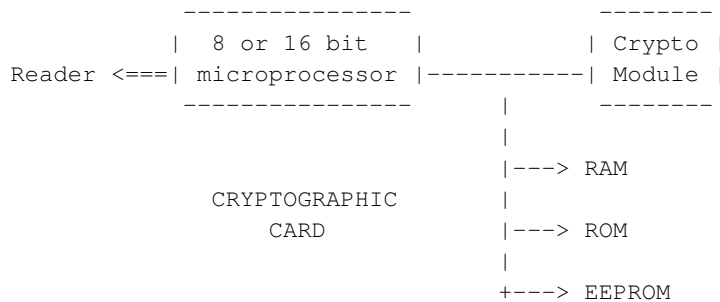 8 or 16 bit Crypto
Reader <===| microprocessor |-----------| Module |
RAM
CRYPTOGRAPHIC
CARD ROM
EEPROM